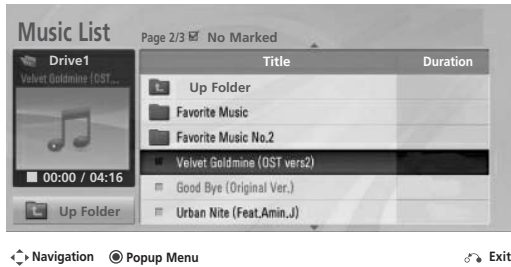 Music List
Page 2/3 No Marked
Drive1
Velvet Goldmine (OST...
00:00 / 04:16
Up Folder
Title Duration
Up Folder
Favorite Music
Favorite Music No.2
Velvet Goldmine (OST vers2)
Good Bye (Original Ver.)
Urban Nite (Feat.Amin.J)
Navigation Popup Menu Exit